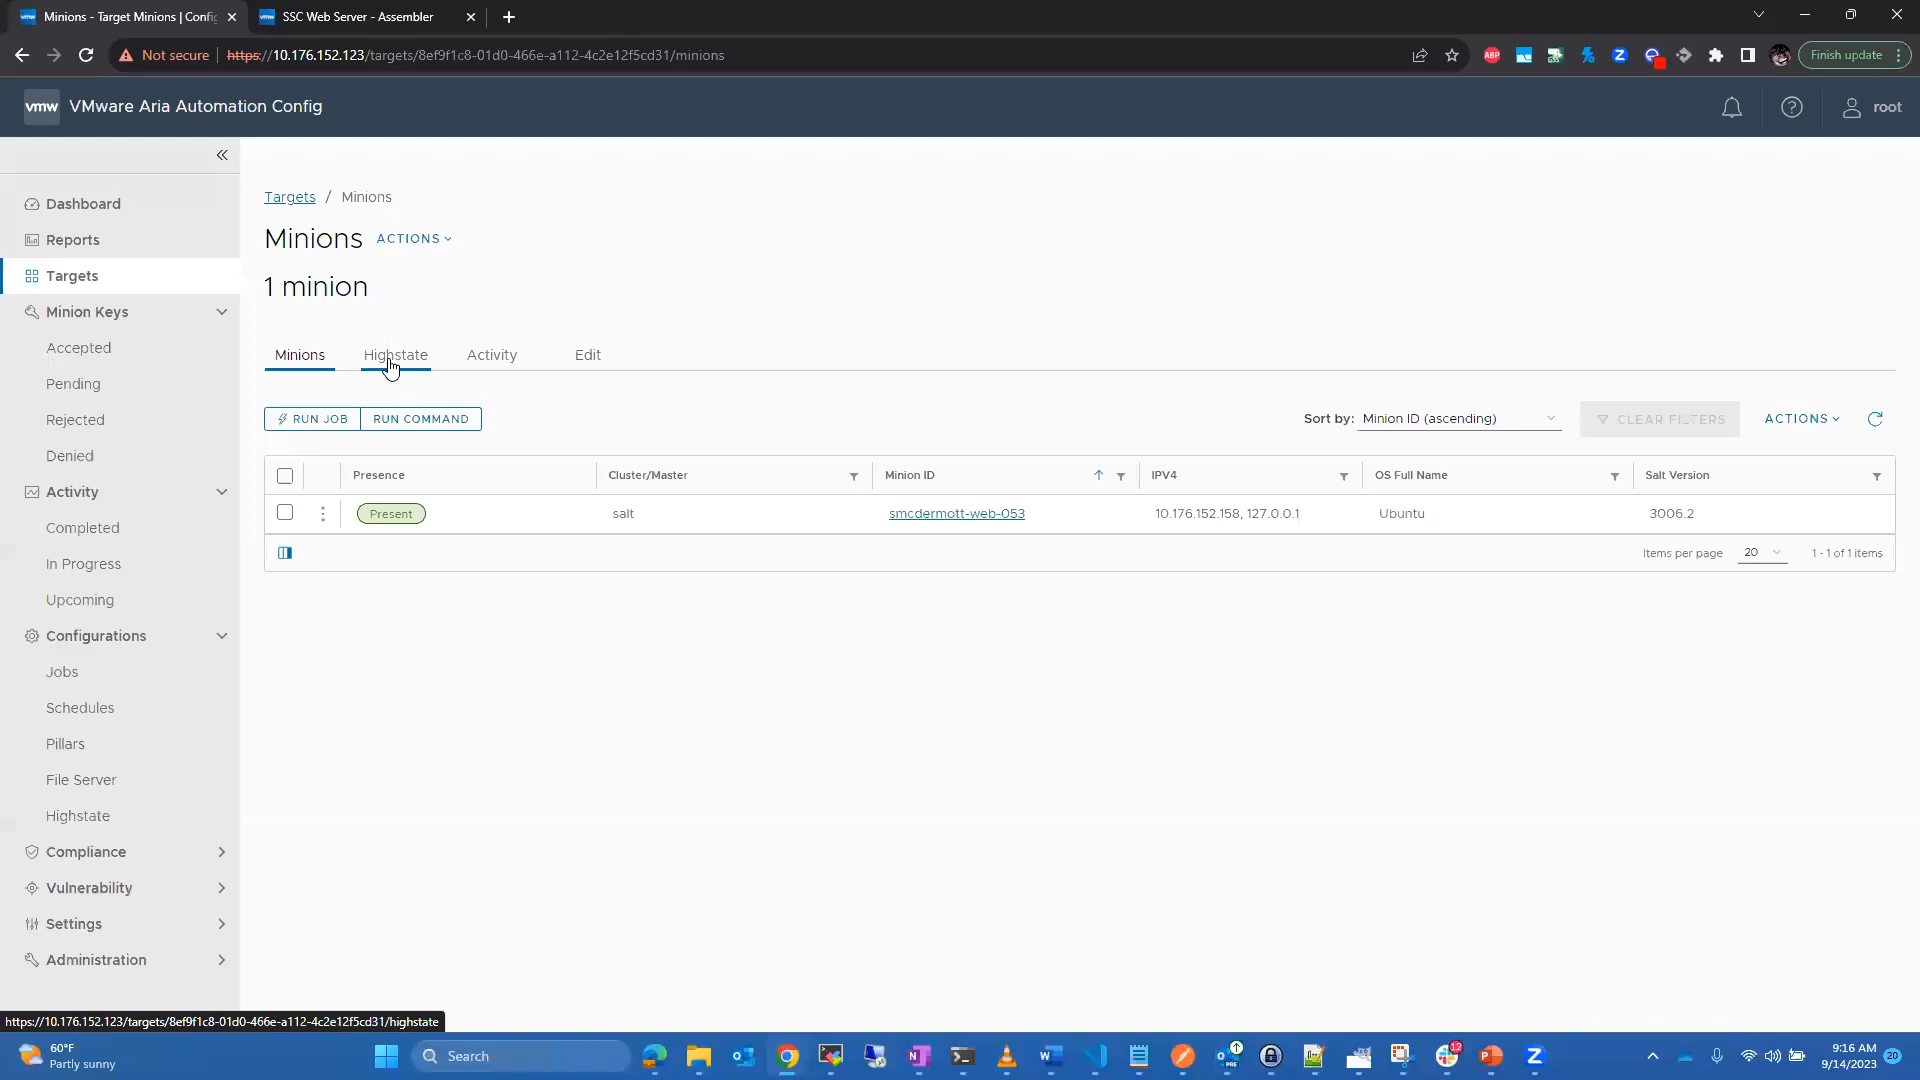 Minions - Target Minions | Config
SSC Web Server - Assembler
Not secure
https://10.176.152.123/targets/8ef9f1c8-01d0-466e-a112-4c2e12f5cd31/minions
ABP
Finish update
vmw VMware Aria Automation Config
root
Dashboard
Reports
Targets
Minion Keys
Accepted
Pending
Rejected
Denied
Activity
Completed
In Progress
Upcoming
Configurations
Jobs
Schedules
Pillars
File Server
Highstate
Compliance
Vulnerability
Settings
Administration
Targets / Minions
Minions ACTIONS
1 minion
Minions Highstate Activity Edit
RUN JOB RUN COMMAND
Sort by: Minion ID (ascending) CLEAR FILTERS ACTIONS
Presence Cluster/Master Minion ID IPV4 OS Full Name Salt Version
Present salt smcdermott-web-053 10.176.152.158, 127.0.0.1 Ubuntu 3006.2
Items per page 20 1 - 1 of 1 items
https://10.176.152.123/targets/8ef9f1c8-01d0-466e-a112-4c2e12f5cd31/highstate
60°F
Partly sunny
Search
PRE
12
9:16 AM
9/14/2023
20